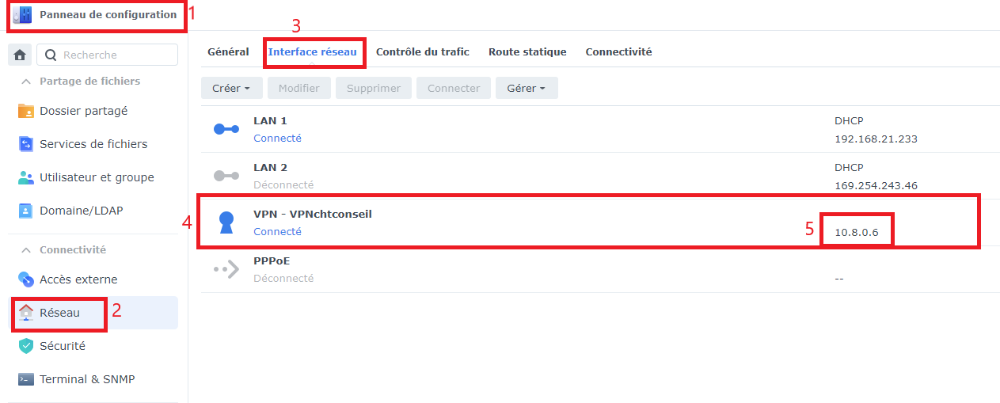 Panneau de configuration
1
Recherche
Partage de fichiers
Dossier partagé
Services de fichiers
Utilisateur et groupe
Domaine/LDAP
Connectivité
Accès externe
Réseau
2
Sécurité
Terminal & SNMP
3
Général Interface réseau Contrôle du trafic Route statique Connectivité
Créer Modifier Supprimer Connecter Gérer
LAN 1 DHCP
Connecté 192.168.21.233
LAN 2 DHCP
Déconnecté 169.254.243.46
4
VPN - VPNchtconseil
Connecté 5 10.8.0.6
PPPoE
Déconnecté --